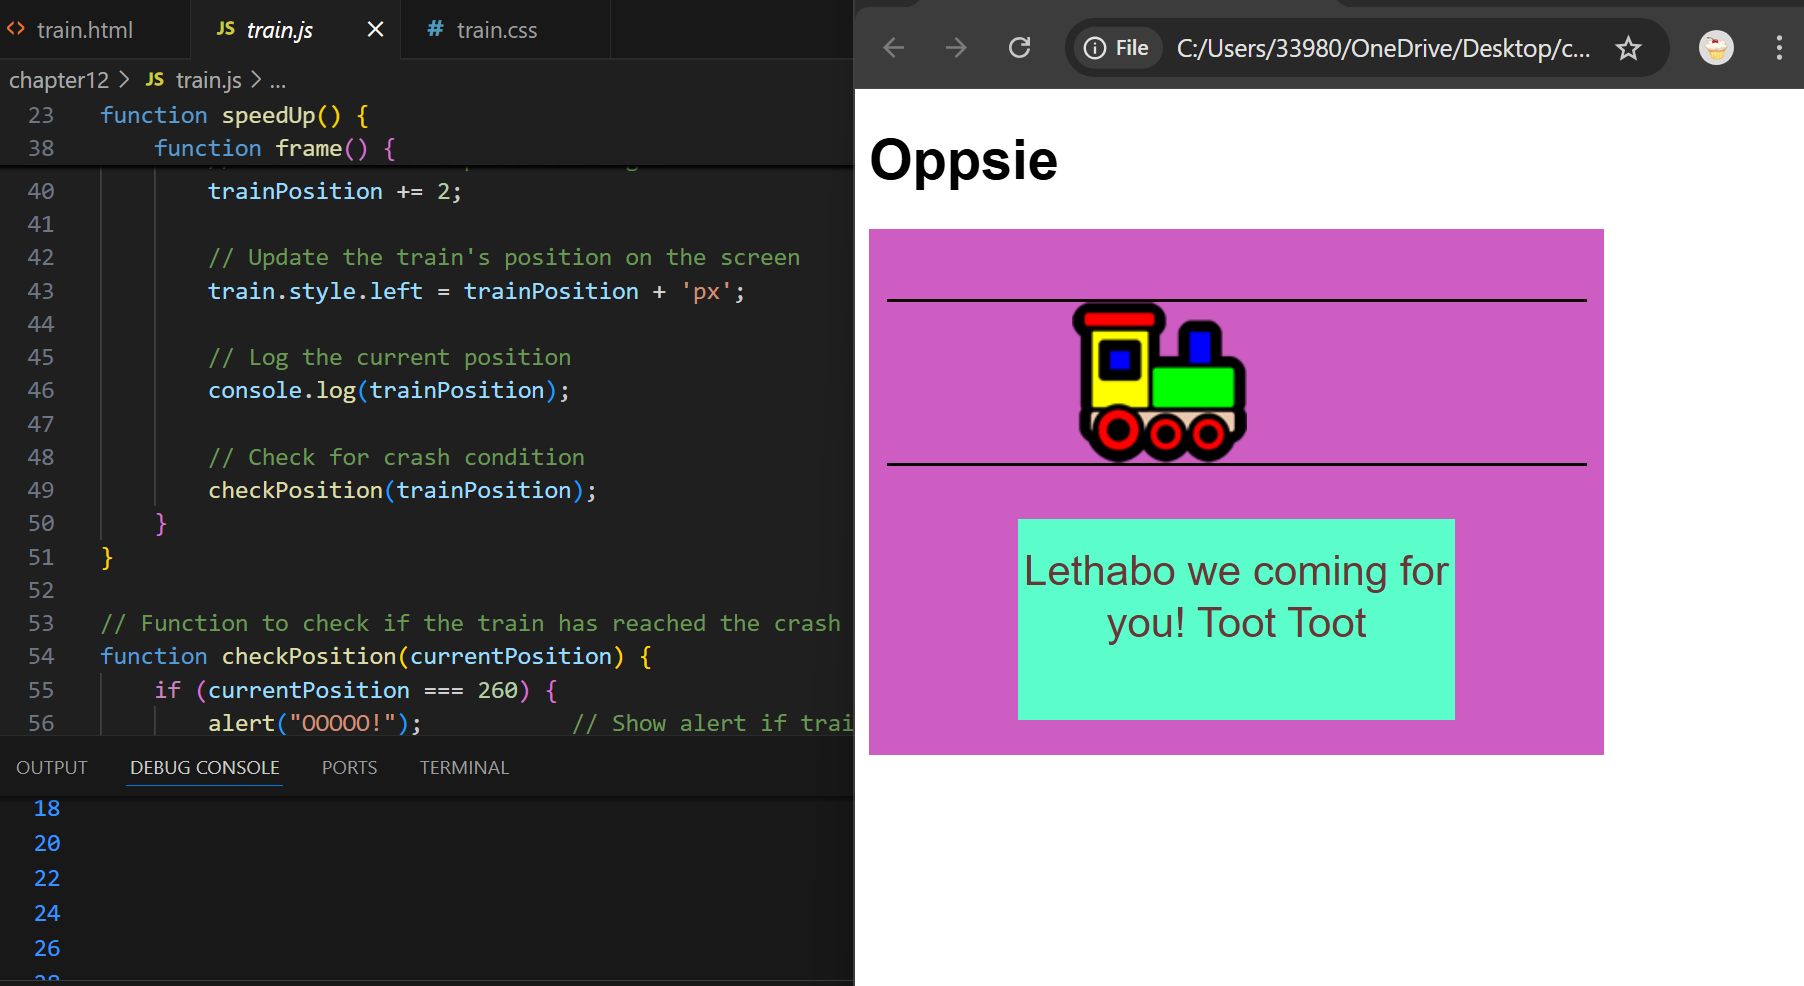 train.html
JS train.js
# train.css
chapter12 > JS train.js > ...
23 function speedUp() {
38 function frame() {
40 trainPosition += 2;
41
42 // Update the train's position on the screen
43 train.style.left = trainPosition + 'px';
44
45 // Log the current position
46 console.log(trainPosition);
47
48 // Check for crash condition
49 checkPosition(trainPosition);
50 }
51 }
52
53 // Function to check if the train has reached the crash
54 function checkPosition(currentPosition) {
55 if (currentPosition === 260) {
56 alert("OOOOO!"); // Show alert if trai
OUTPUT DEBUG CONSOLE PORTS TERMINAL
18
20
22
24
26
File C:/Users/33980/OneDrive/Desktop/c...
Oppsie
Lethabo we coming for
you! Toot Toot